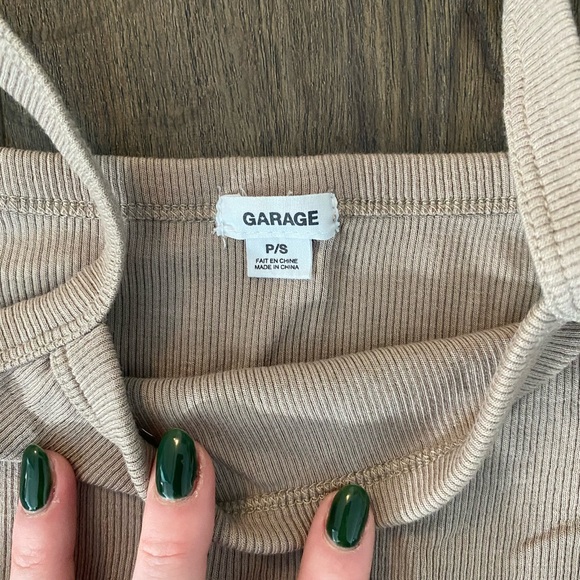 GARAGE
P/S
FAIT EN CHINE
MADE IN CHINA